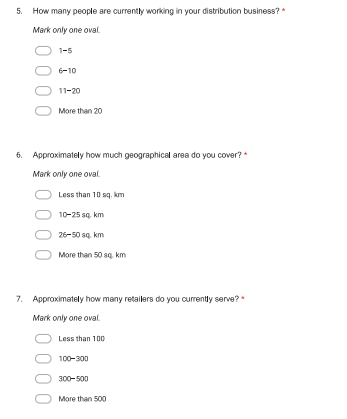 5. How many people are currently working in your distribution business? *
Mark only one oval.
1–5
6–10
11–20
More than 20
6. Approximately how much geographical area do you cover? *
Mark only one oval.
Less than 10 sq. km
10–25 sq. km
26–50 sq. km
More than 50 sq. km
7. Approximately how many retailers do you currently serve? *
Mark only one oval.
Less than 100
100–300
300–500
More than 500